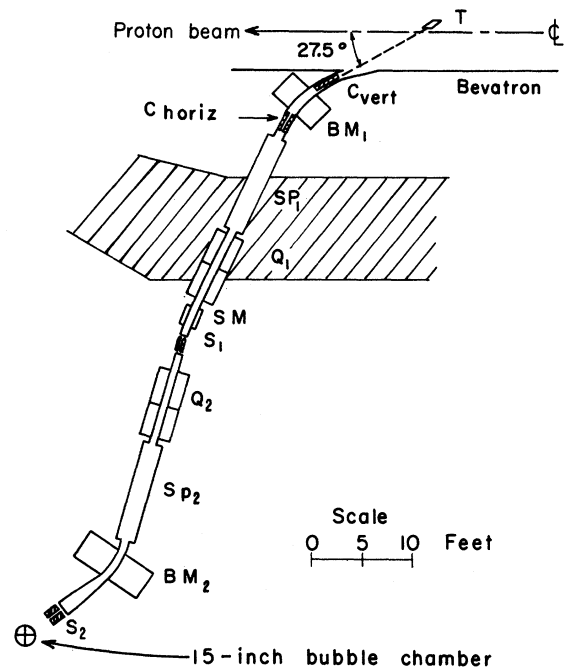 T
Proton beam
℄
27.5°
C vert
Bevatron
C horiz
BM₁
SP₁
Q₁
SM
S₁
Q₂
Sp₂
Scale
0 5 10 Feet
BM₂
S₂
15-inch bubble chamber